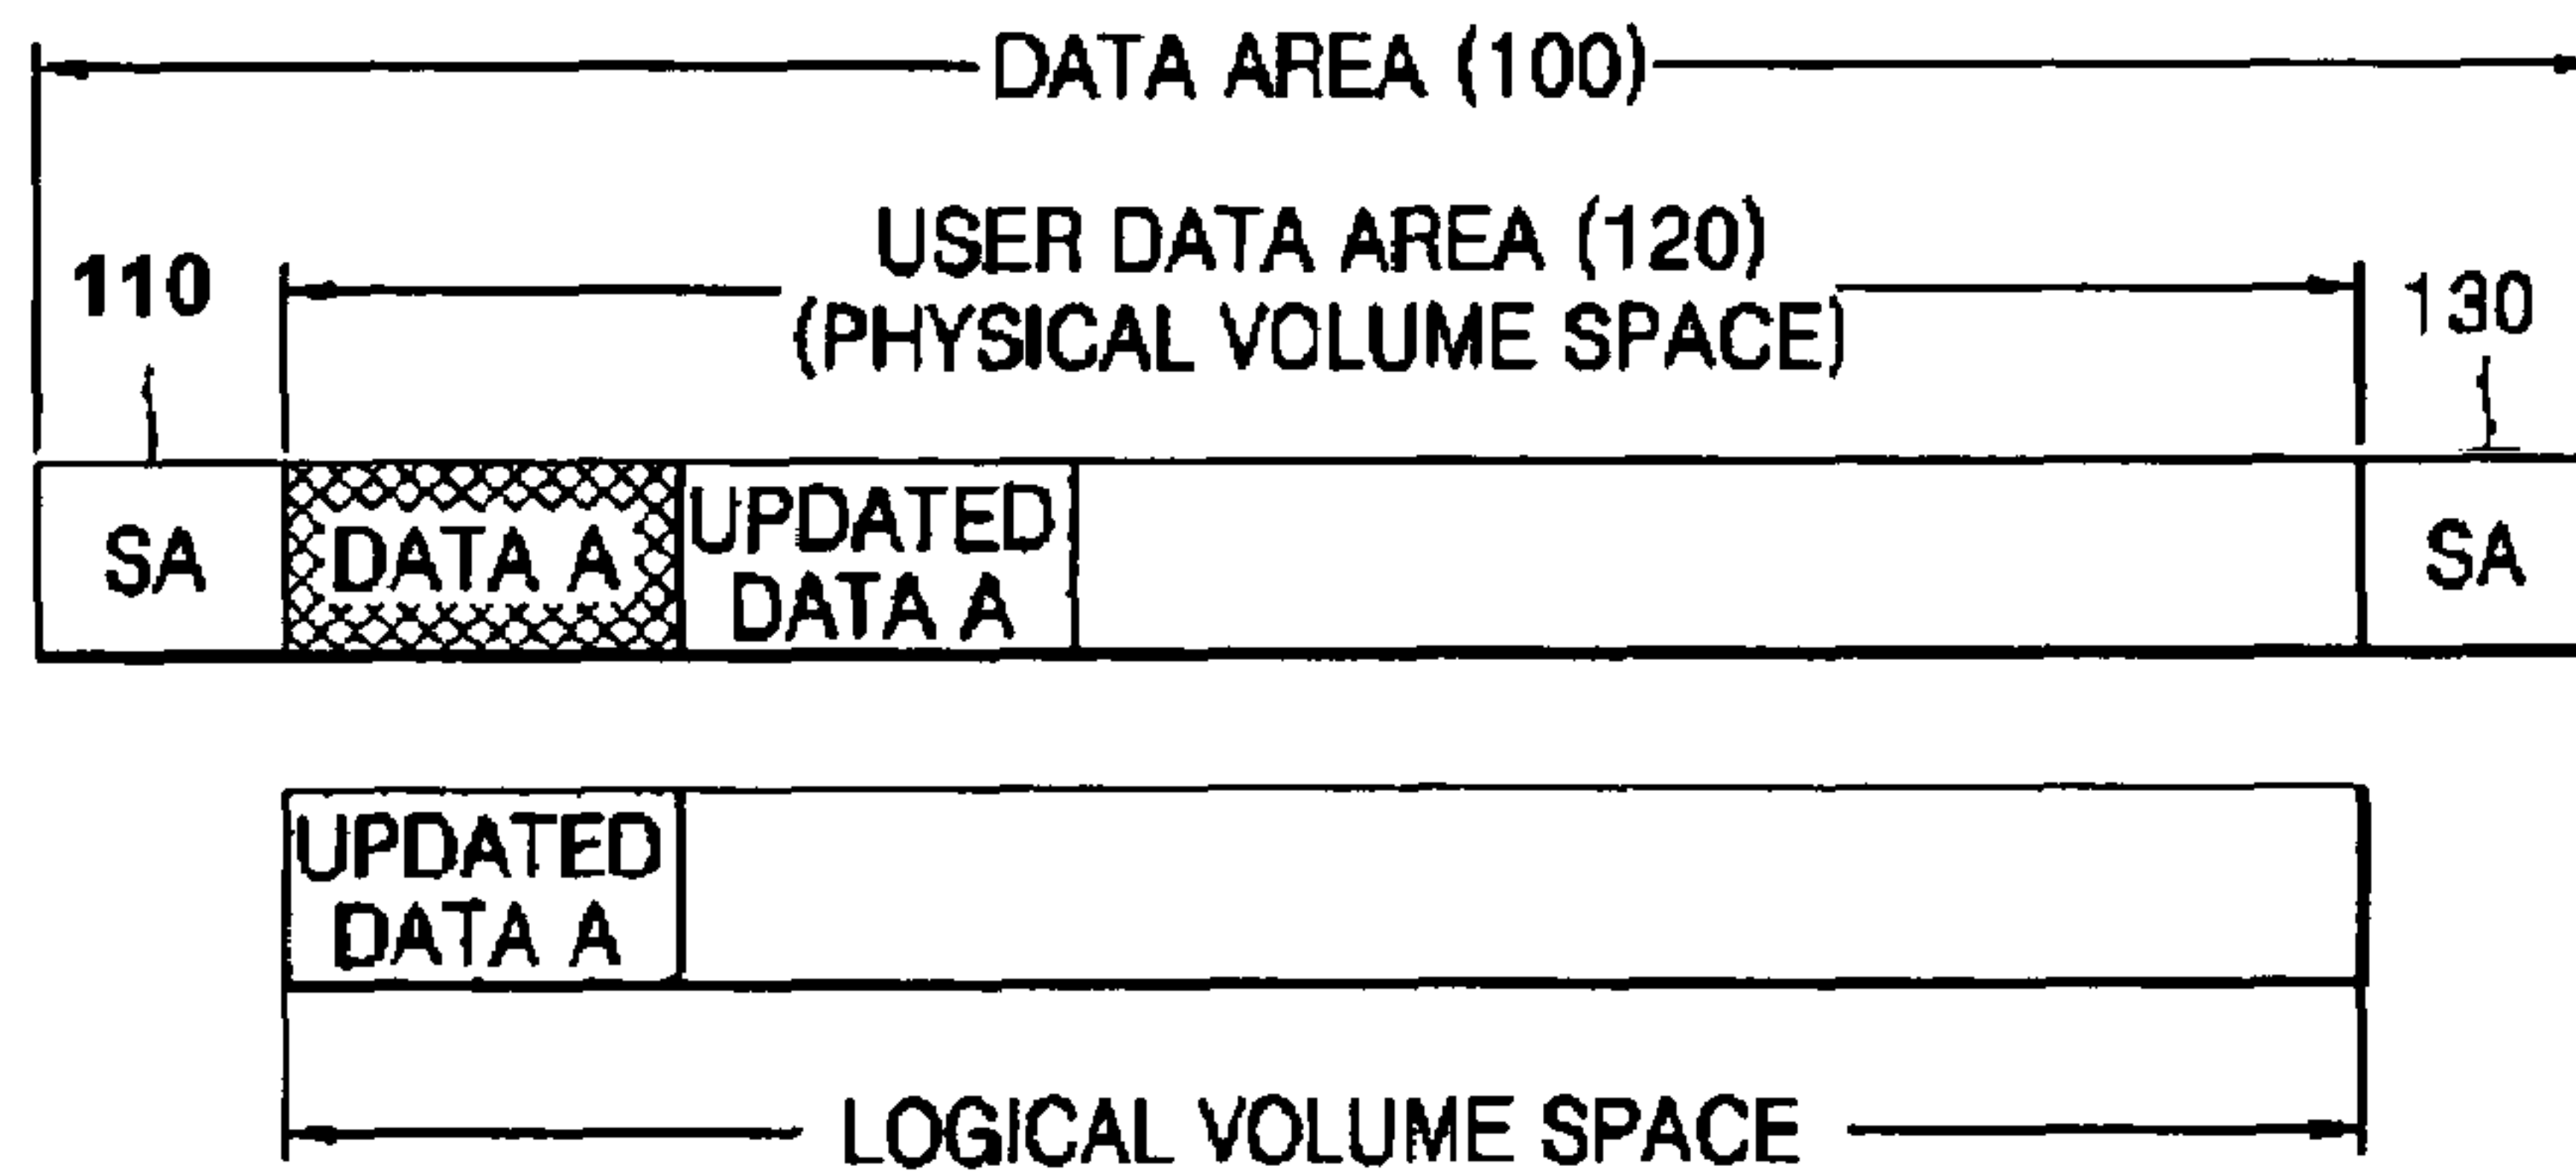 DATA AREA (100)
USER DATA AREA (120)
(PHYSICAL VOLUME SPACE)
110
130
SA
DATA A
UPDATED
DATA A
SA
UPDATED
DATA A
LOGICAL VOLUME SPACE